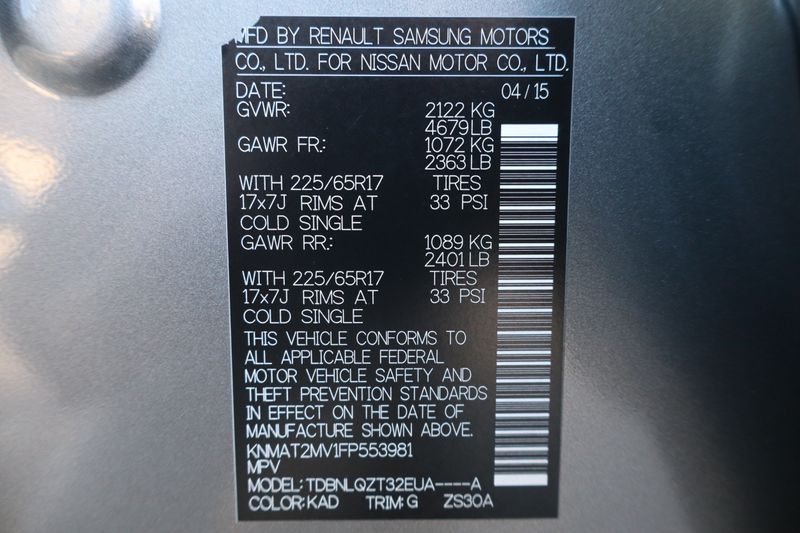 MFD BY RENAULT SAMSUNG MOTORS
CO., LTD. FOR NISSAN MOTOR CO., LTD.
DATE: 04/15
GVWR: 2122 KG
4679 LB
GAWR FR.: 1072 KG
2363 LB
WITH 225/65R17 TIRES
17x7J RIMS AT 33 PSI
COLD SINGLE
GAWR RR.: 1089 KG
2401 LB
WITH 225/65R17 TIRES
17x7J RIMS AT 33 PSI
COLD SINGLE
THIS VEHICLE CONFORMS TO
ALL APPLICABLE FEDERAL
MOTOR VEHICLE SAFETY AND
THEFT PREVENTION STANDARDS
IN EFFECT ON THE DATE OF
MANUFACTURE SHOWN ABOVE.
KNMAT2MV1FP553981
MPV
MODEL: TDBNLQZT32EUA----A
COLOR: KAD TRIM: G ZS30A